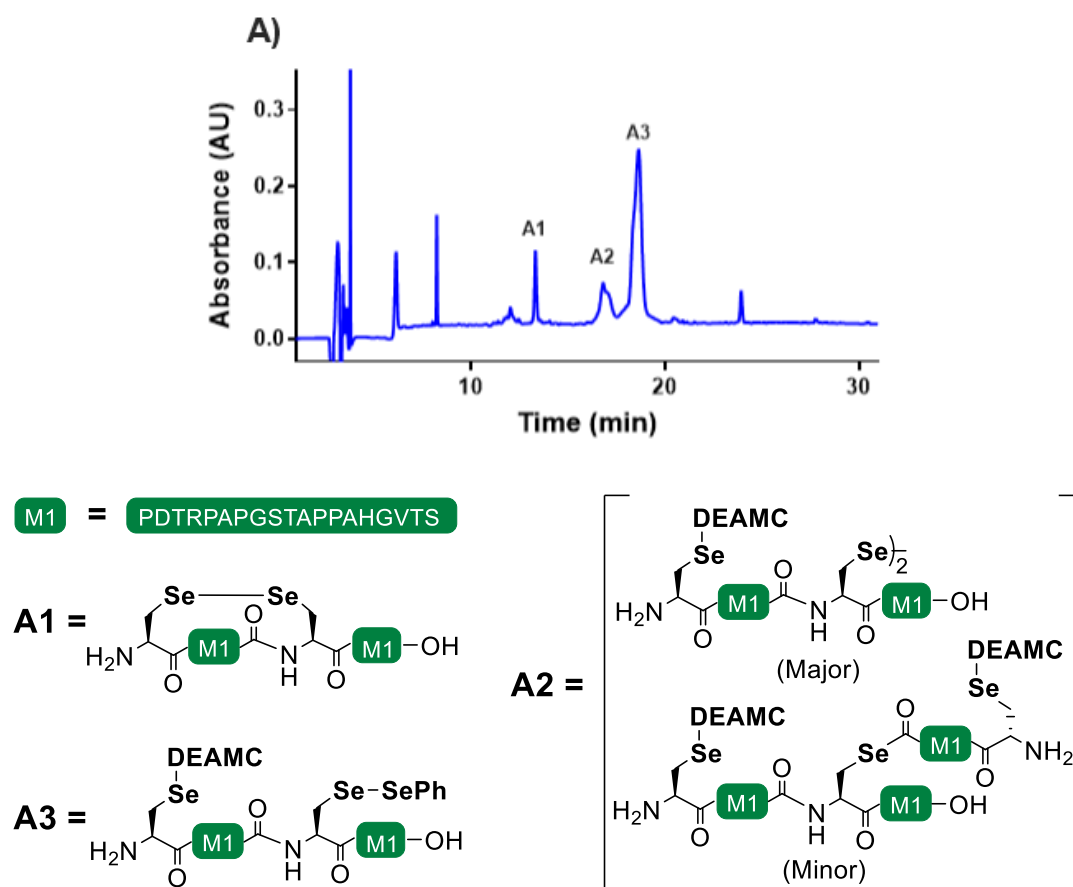 A)
Absorbance (AU)
0.3
0.2
0.1
0.0
A1
A2
A3
10
20
30
Time (min)
M1 = PDTRPAPGSTAPPAHGVTS
A1 =
Se Se
O
H2N M1 N M1 OH
O H O
A3 =
DEAMC
Se Se-SePh
O
H2N M1 N M1 OH
O H O
A2 =
DEAMC
Se Se)2
O
H2N M1 N M1 OH
O H O
(Major)
DEAMC
Se
DEAMC
Se Se O M1 NH2
O O
H2N M1 N M1 OH
O H O
(Minor)